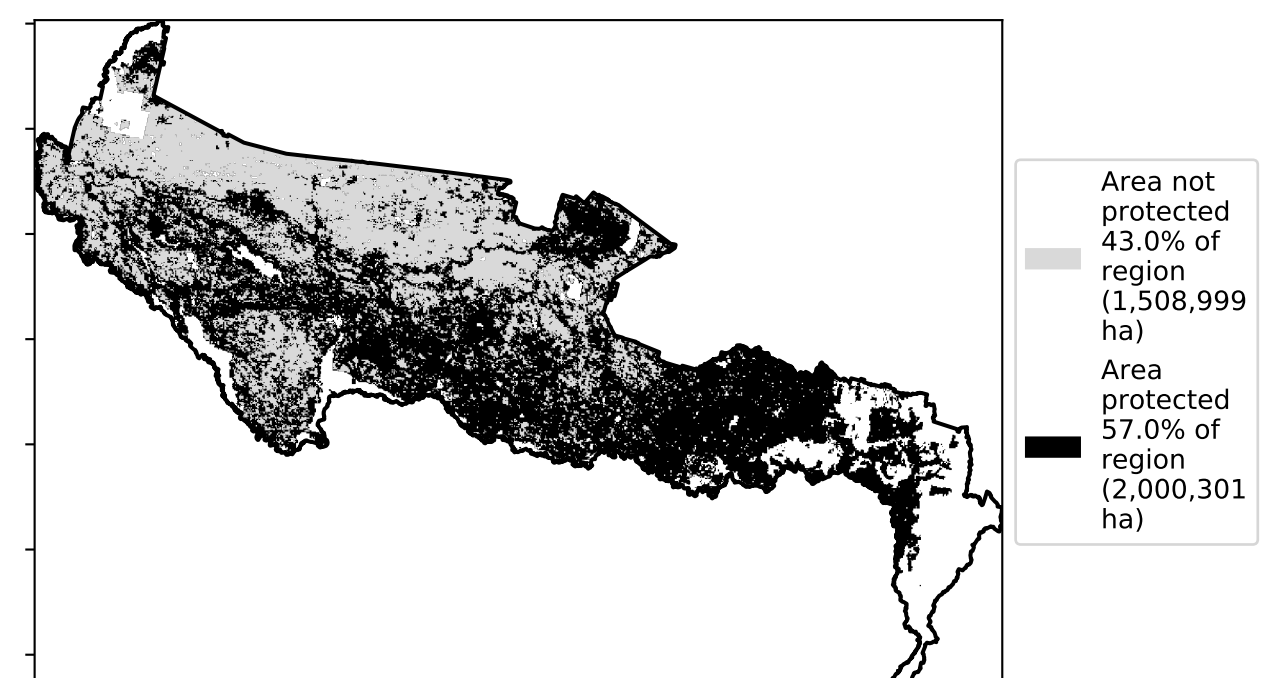 Area not
protected
43.0% of
region
(1,508,999
ha)
Area
protected
57.0% of
region
(2,000,301
ha)